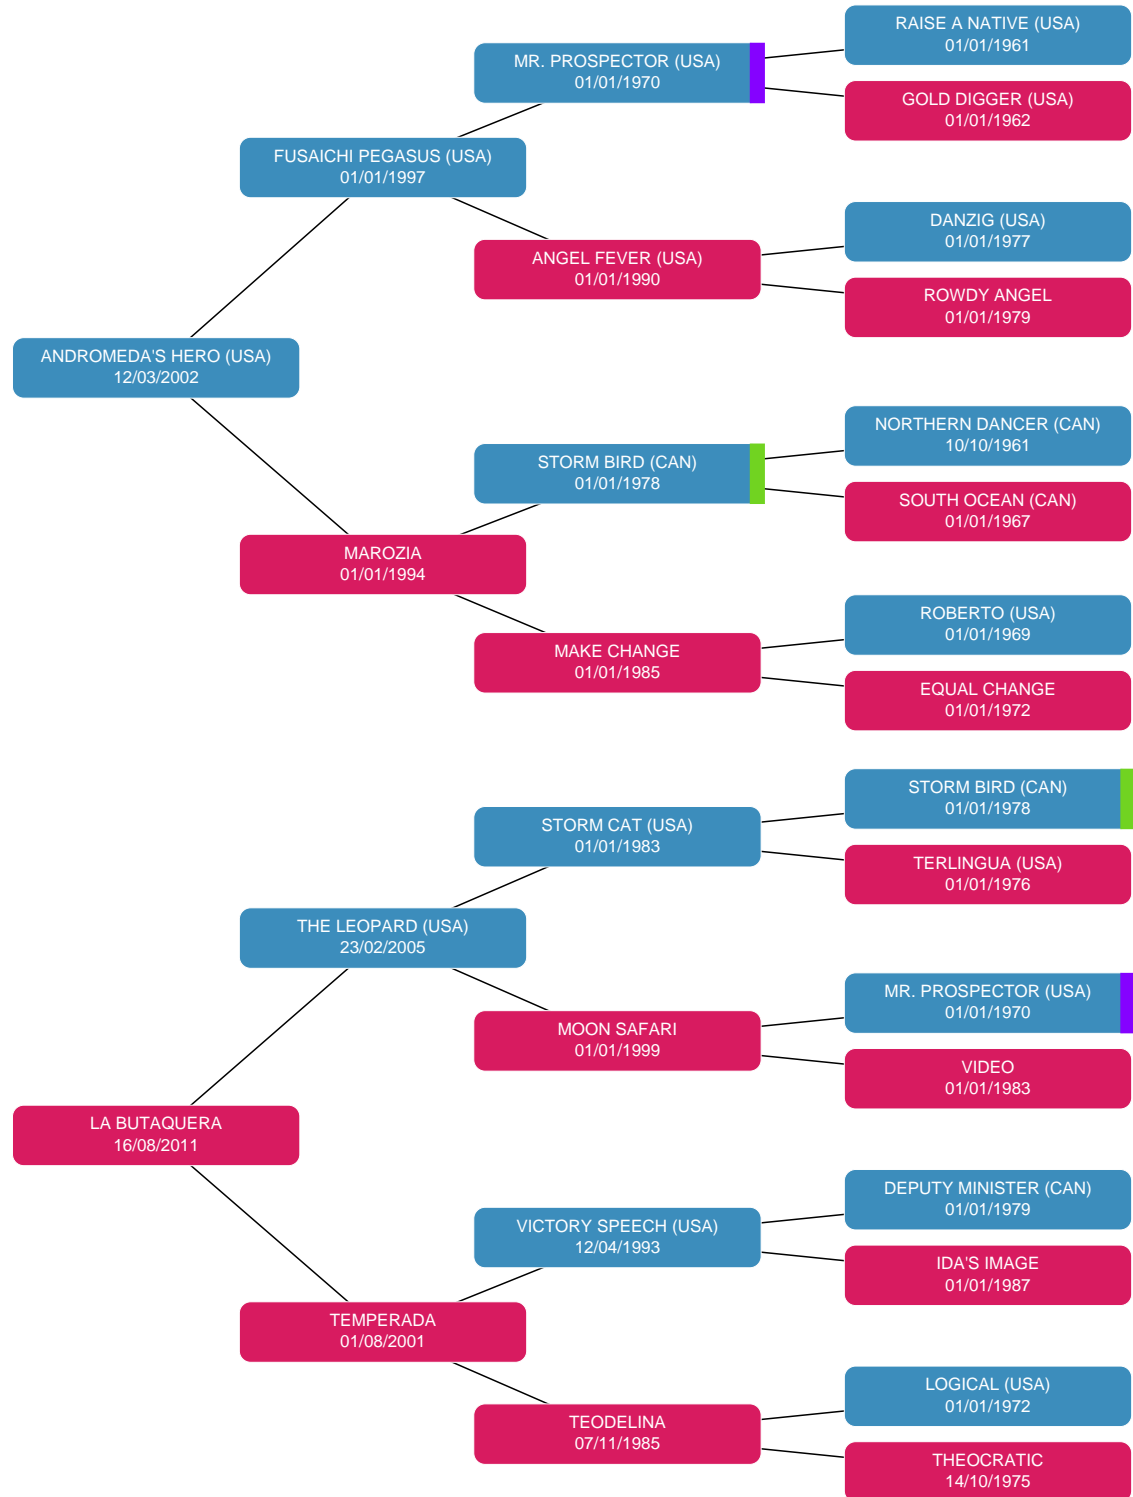 RAISE A NATIVE (USA)
01/01/1961
MR. PROSPECTOR (USA)
01/01/1970
GOLD DIGGER (USA)
01/01/1962
FUSAICHI PEGASUS (USA)
01/01/1997
DANZIG (USA)
01/01/1977
ANGEL FEVER (USA)
01/01/1990
ROWDY ANGEL
01/01/1979
ANDROMEDA'S HERO (USA)
12/03/2002
NORTHERN DANCER (CAN)
10/10/1961
STORM BIRD (CAN)
01/01/1978
SOUTH OCEAN (CAN)
01/01/1967
MAROZIA
01/01/1994
ROBERTO (USA)
01/01/1969
MAKE CHANGE
01/01/1985
EQUAL CHANGE
01/01/1972
STORM BIRD (CAN)
01/01/1978
STORM CAT (USA)
01/01/1983
TERLINGUA (USA)
01/01/1976
THE LEOPARD (USA)
23/02/2005
MR. PROSPECTOR (USA)
01/01/1970
MOON SAFARI
01/01/1999
VIDEO
01/01/1983
LA BUTAQUERA
16/08/2011
DEPUTY MINISTER (CAN)
01/01/1979
VICTORY SPEECH (USA)
12/04/1993
IDA'S IMAGE
01/01/1987
TEMPERADA
01/08/2001
LOGICAL (USA)
01/01/1972
TEODELINA
07/11/1985
THEOCRATIC
14/10/1975